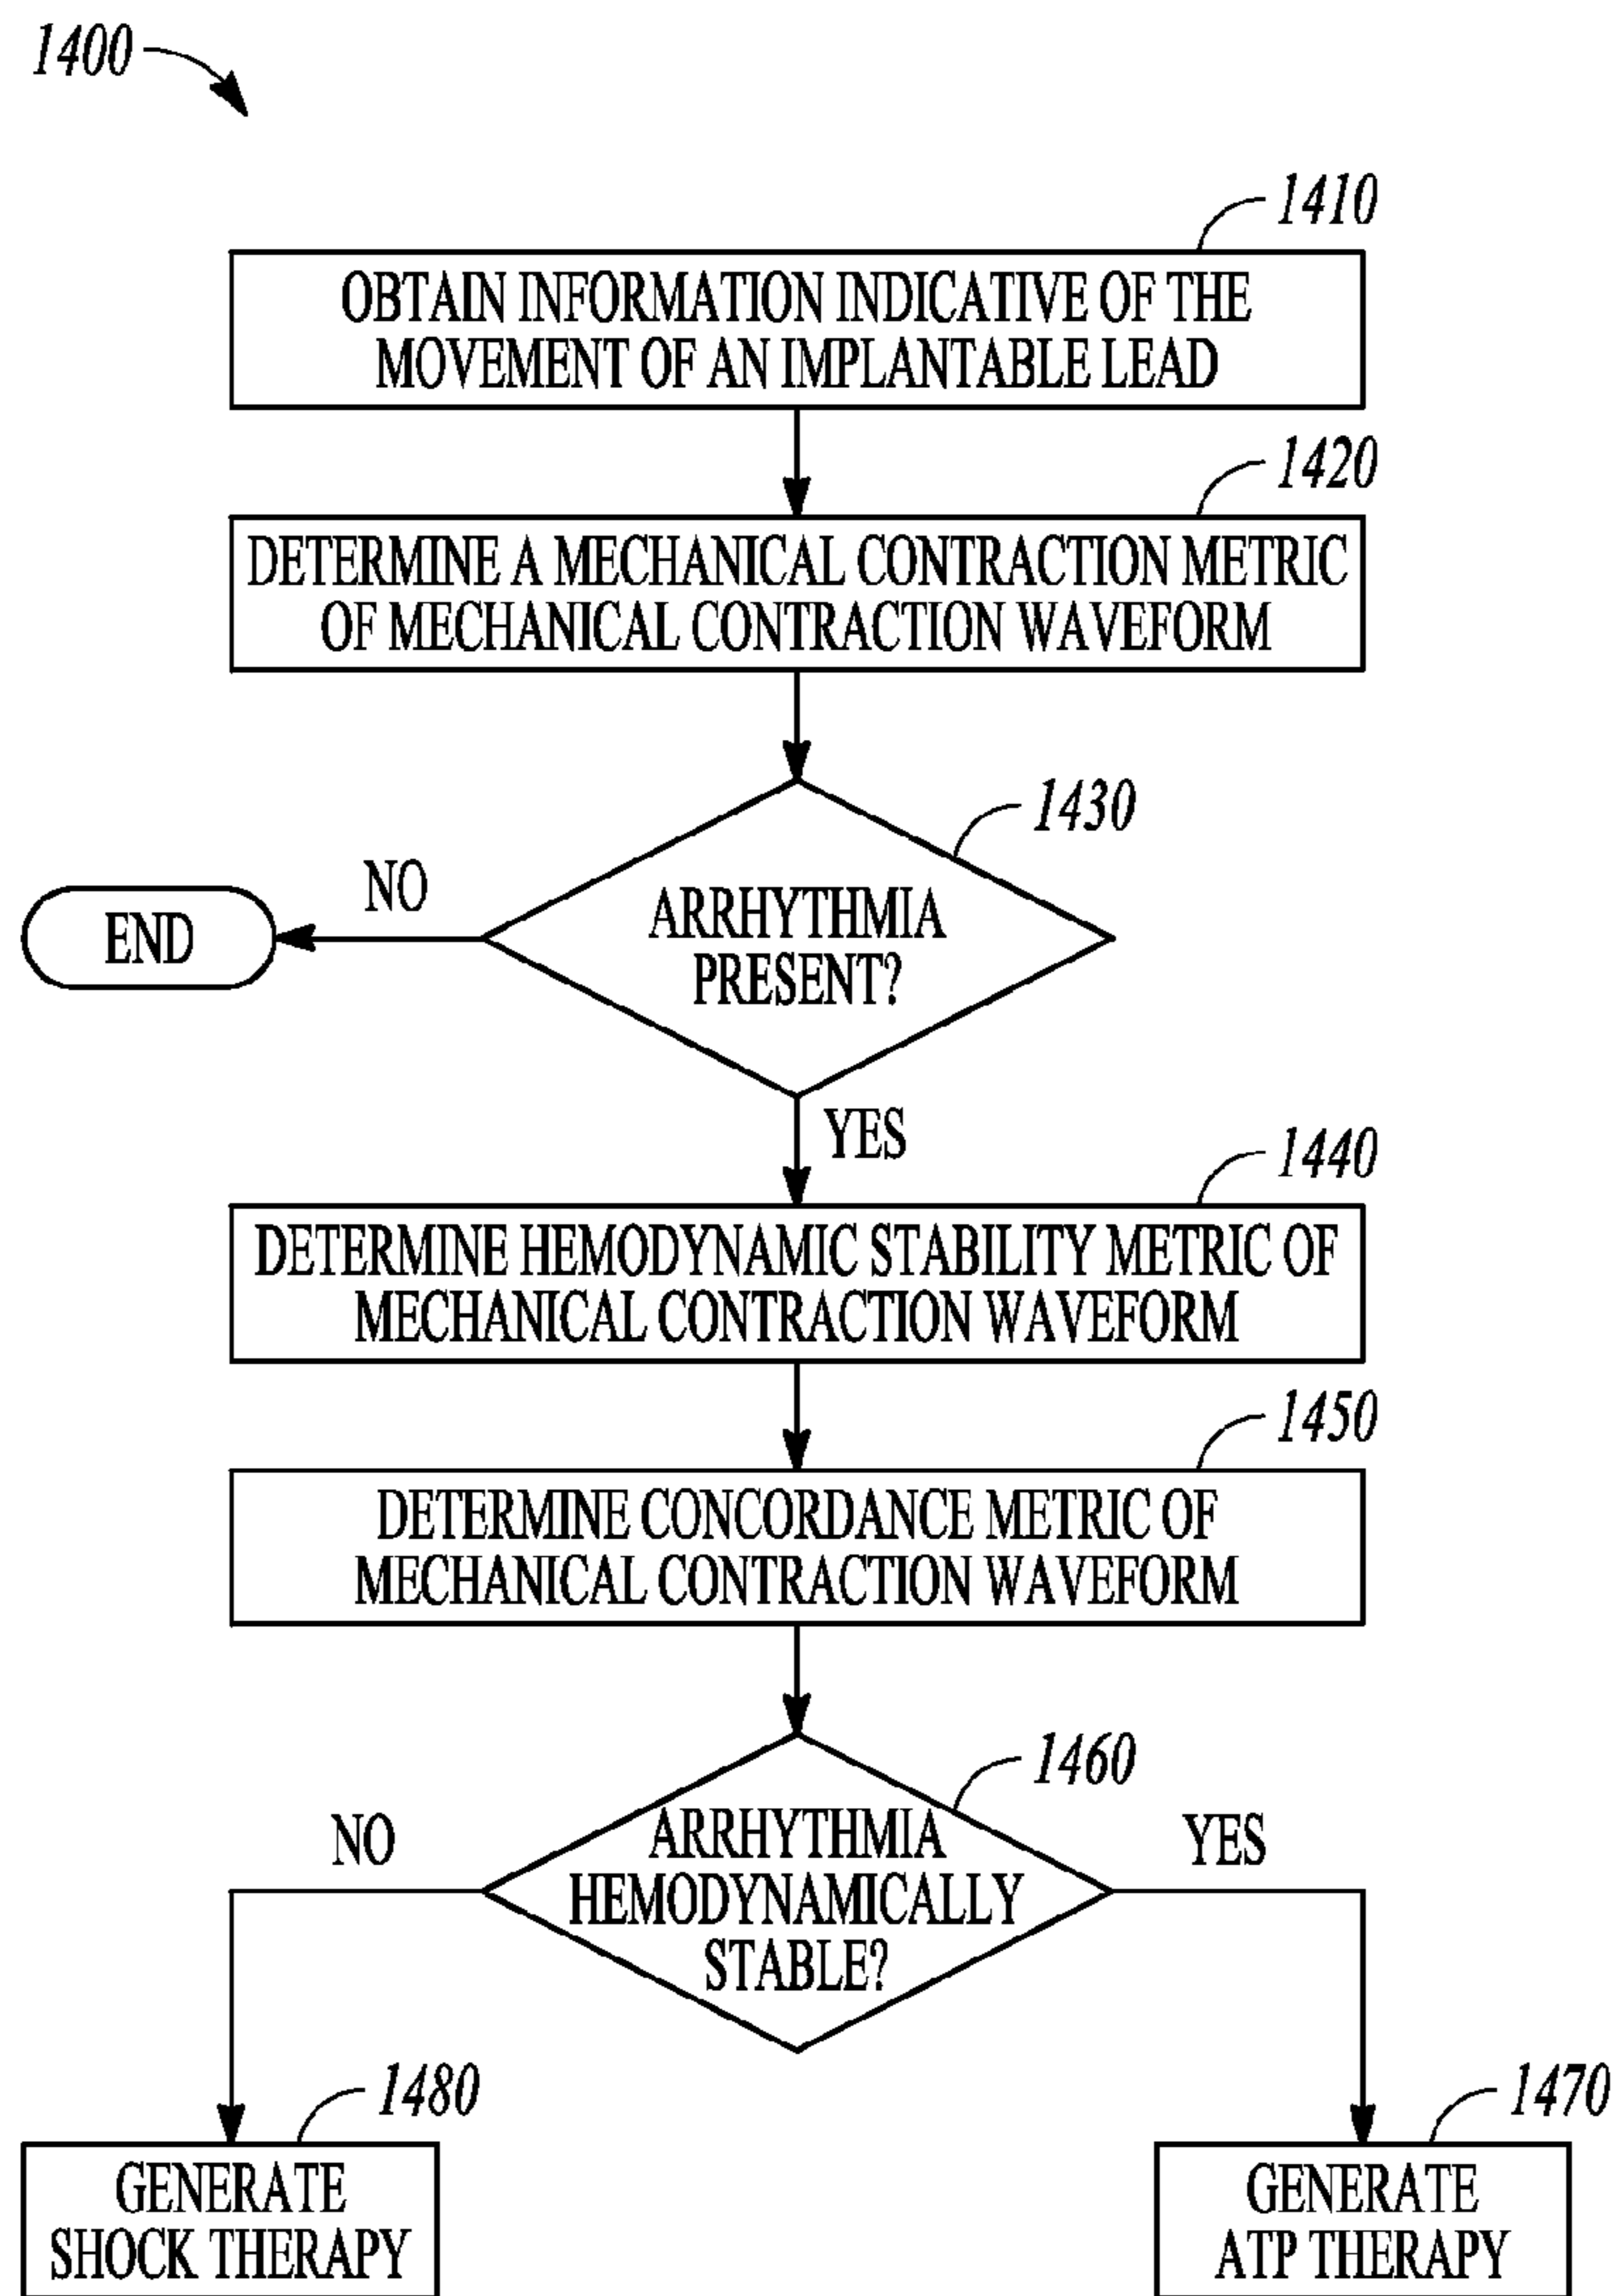 1400
1410
OBTAIN INFORMATION INDICATIVE OF THE
MOVEMENT OF AN IMPLANTABLE LEAD
1420
DETERMINE A MECHANICAL CONTRACTION METRIC
OF MECHANICAL CONTRACTION WAVEFORM
1430
ARRHYTHMIA
PRESENT?
NO
END
YES
1440
DETERMINE HEMODYNAMIC STABILITY METRIC OF
MECHANICAL CONTRACTION WAVEFORM
1450
DETERMINE CONCORDANCE METRIC OF
MECHANICAL CONTRACTION WAVEFORM
1460
ARRHYTHMIA
HEMODYNAMICALLY
STABLE?
NO
YES
1480
GENERATE
SHOCK THERAPY
1470
GENERATE
ATP THERAPY